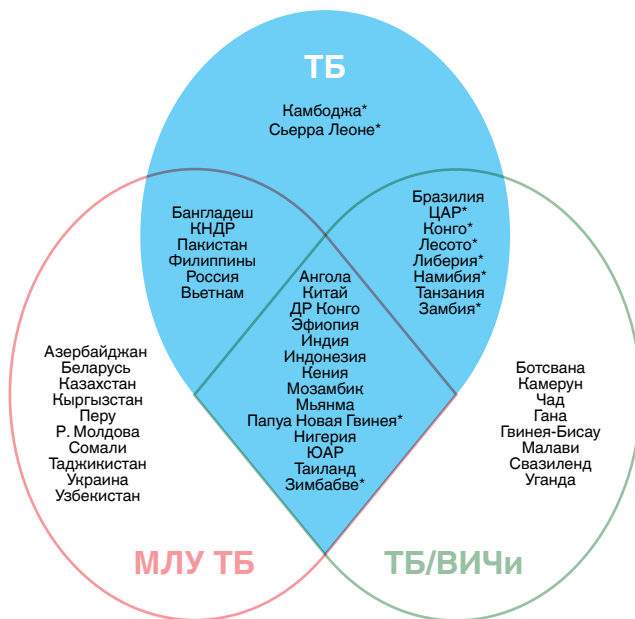 ТБ
Камбоджа*
Сьерра Леоне*
Бангладеш
КНДР
Пакистан
Филиппины
Россия
Вьетнам
Бразилия
ЦАР*
Конго*
Лесото*
Либерия*
Намибия*
Танзания
Замбия*
Ангола
Китай
ДР Конго
Эфиопия
Индия
Индонезия
Кения
Мозамбик
Мьянма
Папуа Новая Гвинея*
Нигерия
ЮАР
Таиланд
Зимбабве*
Азербайджан
Беларусь
Казахстан
Кыргызстан
Перу
Р. Молдова
Сомали
Таджикистан
Украина
Узбекистан
Ботсвана
Камерун
Чад
Гана
Гвинея-Бисау
Малави
Свазиленд
Уганда
МЛУ ТБ
ТБ/ВИЧи